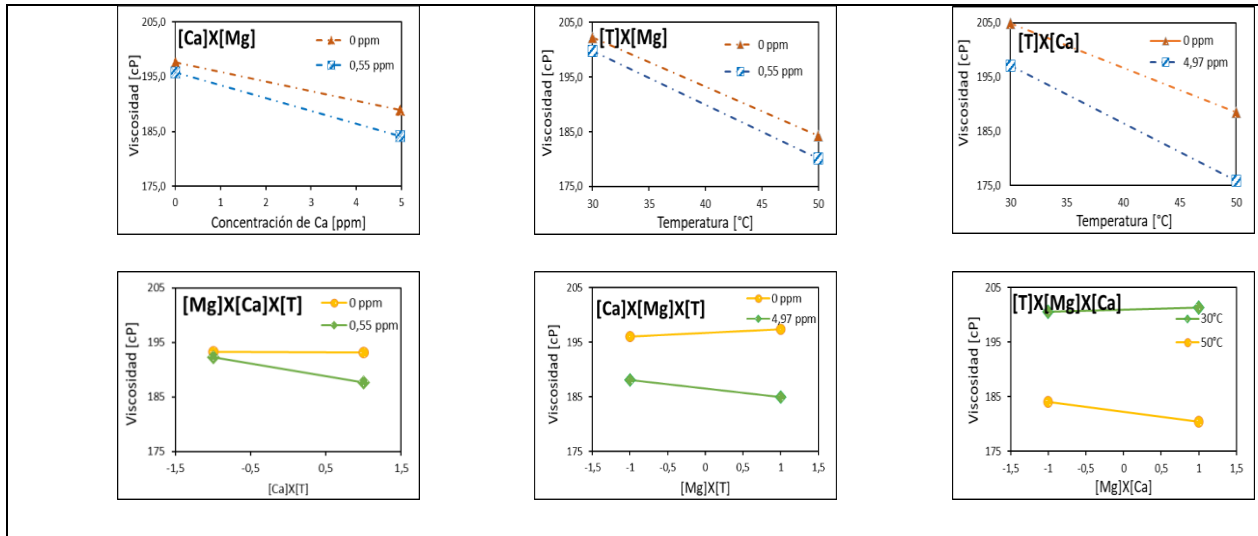 [Ca]X[Mg]
0 ppm
0,55 ppm
205,0
195,0
185,0
175,0
Viscosidad [cP]
0 1 2 3 4 5
Concentración de Ca [ppm]
[T]X[Mg]
0 ppm
0,55 ppm
205,0
195,0
185,0
175,0
Viscosidad [cP]
30 35 40 45 50
Temperatura [°C]
[T]X[Ca]
0 ppm
4,97 ppm
205,0
195,0
185,0
175,0
Viscosidad [cP]
30 35 40 45 50
Temperatura [°C]
[Mg]X[Ca]X[T]
0 ppm
0,55 ppm
205
195
185
175
Viscosidad [cP]
-1,5 -1 -0,5 0 0,5 1 1,5
[Ca]X[T]
[Ca]X[Mg]X[T]
0 ppm
4,97 ppm
205
195
185
175
Viscosidad [cP]
-1,5 -1 -0,5 0 0,5 1 1,5
[Mg]X[T]
[T]X[Mg]X[Ca]
30°C
50°C
205
195
185
175
Viscosidad [cP]
-1,5 -1 -0,5 0 0,5 1 1,5
[Mg]X[Ca]